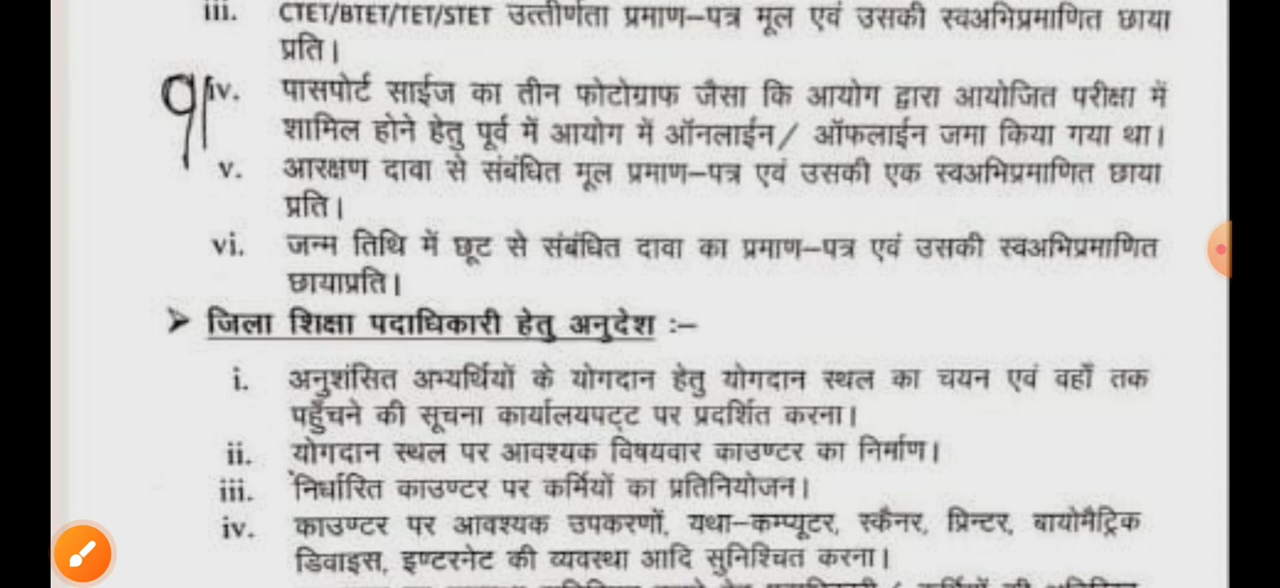 iii. CTET/BTET/TET/STET उत्तीर्णता प्रमाण–पत्र मूल एवं उसकी स्वअभिप्रमाणित छाया
प्रति।
iv. पासपोर्ट साईज का तीन फोटोग्राफ जैसा कि आयोग द्वारा आयोजित परीक्षा में
शामिल होने हेतु पूर्व में आयोग में ऑनलाईन/ ऑफलाईन जमा किया गया था।
v. आरक्षण दावा से संबंधित मूल प्रमाण–पत्र एवं उसकी एक स्वअभिप्रमाणित छाया
प्रति।
vi. जन्म तिथि में छूट से संबंधित दावा का प्रमाण–पत्र एवं उसकी स्वअभिप्रमाणित
छायाप्रति।
➢ जिला शिक्षा पदाधिकारी हेतु अनुदेश :–
i. अनुशंसित अभ्यर्थियों के योगदान हेतु योगदान स्थल का चयन एवं वहाँ तक
पहुँचने की सूचना कार्यालयपट्ट पर प्रदर्शित करना।
ii. योगदान स्थल पर आवश्यक विषयवार काउण्टर का निर्माण।
iii. निर्धारित काउण्टर पर कर्मियों का प्रतिनियोजन।
iv. काउण्टर पर आवश्यक उपकरणों, यथा–कम्प्यूटर, स्कैनर, प्रिन्टर, बायोमैट्रिक
डिवाइस, इण्टरनेट की व्यवस्था आदि सुनिश्चित करना।